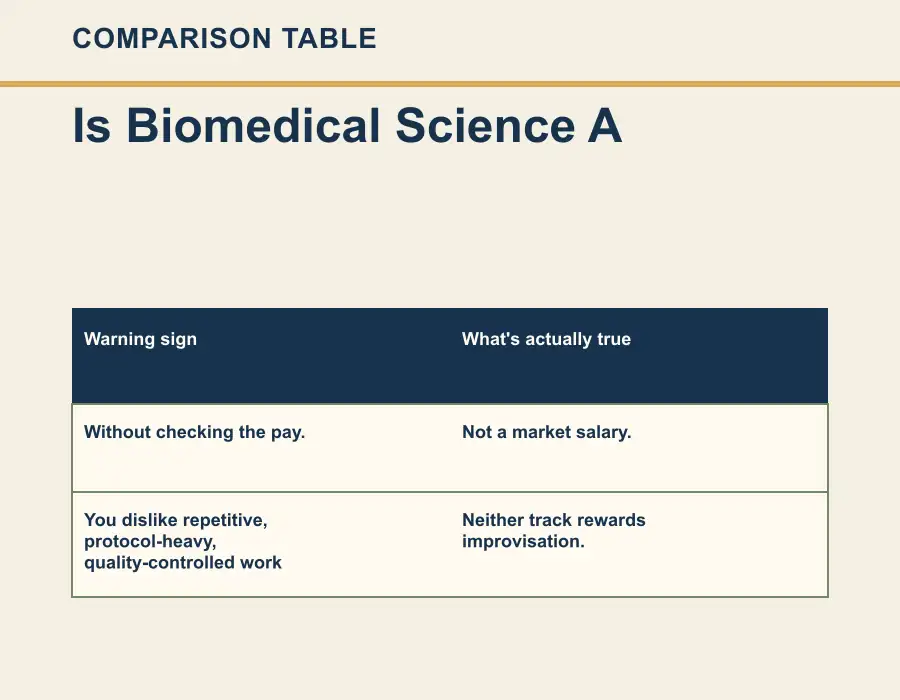 COMPARISON TABLE
Is Biomedical Science A
Warning sign
What's actually true
Without checking the pay.
Not a market salary.
You dislike repetitive,
protocol-heavy,
quality-controlled work
Neither track rewards
improvisation.